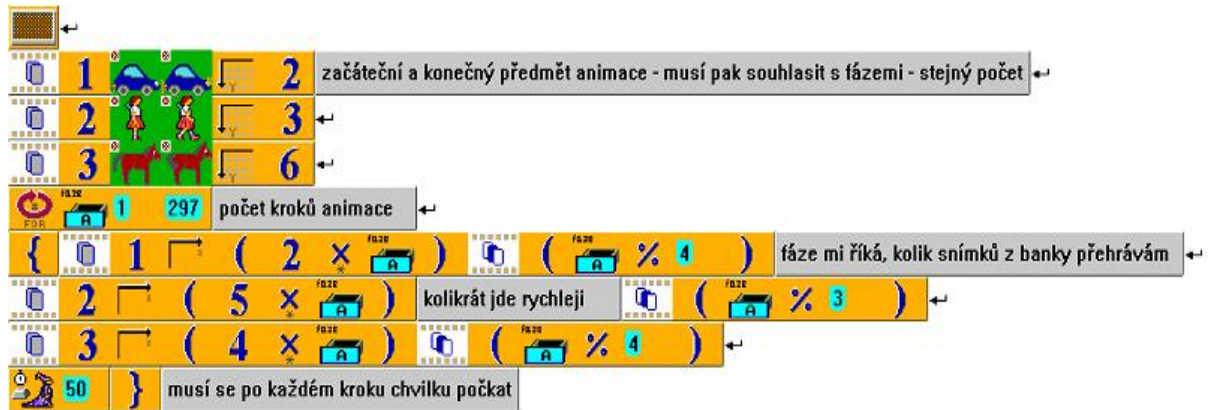 1 Y 2 začáteční a konečný předmět animace - musí pak souhlasit s fázemi - stejný počet
2 Y 3
3 Y 6
FOR A 1 297 počet kroků animace
{ 1 ( 2 × A ) ( A % 4 ) fáze mi říká, kolik snímků z banky přehrávám
2 ( 5 × A ) kolikrát jde rychleji ( A % 3 )
3 ( 4 × A ) ( A % 4 )
50 } musí se po každém kroku chvilku počkat